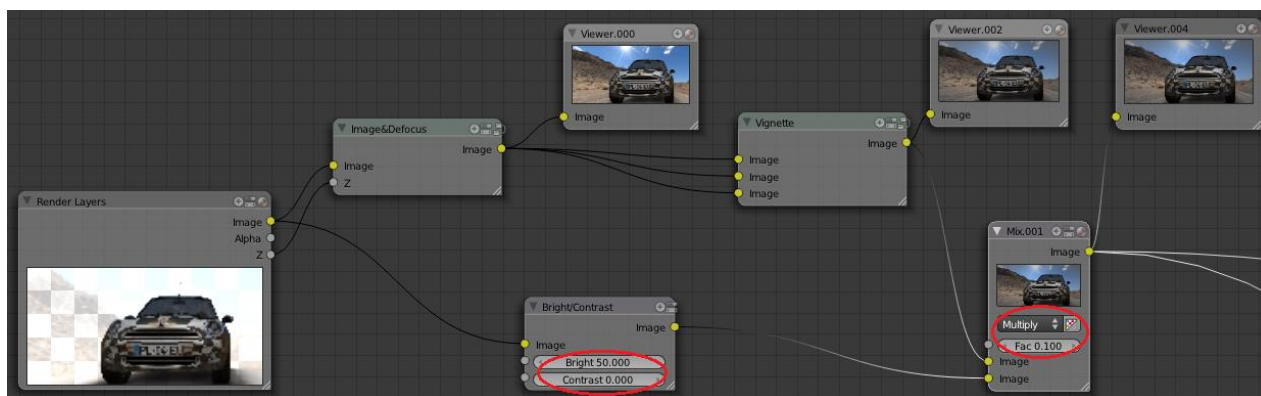 Viewer.000
Image
Viewer.002
Image
Viewer.004
Image
Image&Defocus
Image
Image
Z
Vignette
Image
Image
Image
Image
Render Layers
Image
Alpha
Z
Bright/Contrast
Image
Image
Bright 50.000
Contrast 0.000
Mix.001
Image
Multiply
Fac 0.100
Image
Image